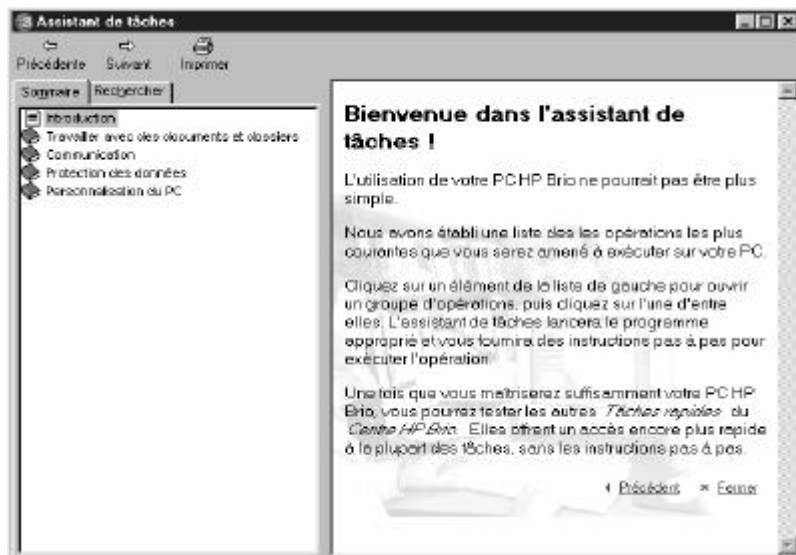 Assistant de tâches
Précédente Suivant Imprimer
Sommaire Rechercher
Introduction
Travailler avec des documents et dossiers
Communication
Protection des données
Personnalisation du PC
Bienvenue dans l'assistant de
tâches !
L'utilisation de votre PC HP Brio ne pourrait pas être plus
simple.
Nous avons établi une liste des les opérations les plus
courantes que vous serez amené à exécuter sur votre PC.
Cliquez sur un élément de la liste de gauche pour ouvrir
un groupe d'opérations, puis cliquez sur l'une d'entre
elles. L'assistant de tâches lancera le programme
approprié et vous fournira des instructions pas à pas pour
exécuter l'opération.
Une fois que vous maîtriserez suffisamment votre PC HP
Brio, vous pourrez tester les autres Tâches rapides du
Centre HP Brio. Elles offrent un accès encore plus rapide
à la plupart des tâches, sans les instructions pas à pas.
Précédent Fermer